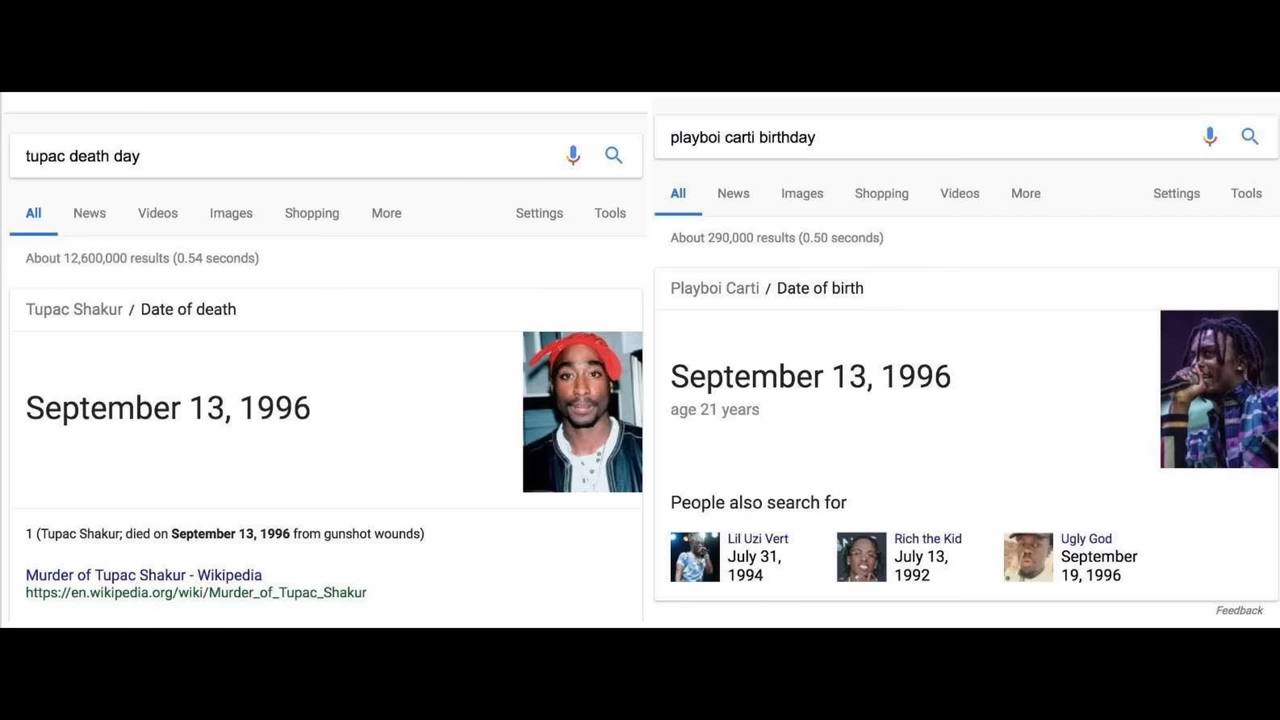 tupac death day
All News Videos Images Shopping More Settings Tools
About 12,600,000 results (0.54 seconds)
Tupac Shakur / Date of death
September 13, 1996
1 (Tupac Shakur; died on September 13, 1996 from gunshot wounds)
Murder of Tupac Shakur - Wikipedia
https://en.wikipedia.org/wiki/Murder_of_Tupac_Shakur
playboi carti birthday
All News Images Shopping Videos More Settings Tools
About 290,000 results (0.50 seconds)
Playboi Carti / Date of birth
September 13, 1996
age 21 years
People also search for
Lil Uzi Vert
July 31,
1994
Rich the Kid
July 13,
1992
Ugly God
September
19, 1996
Feedback